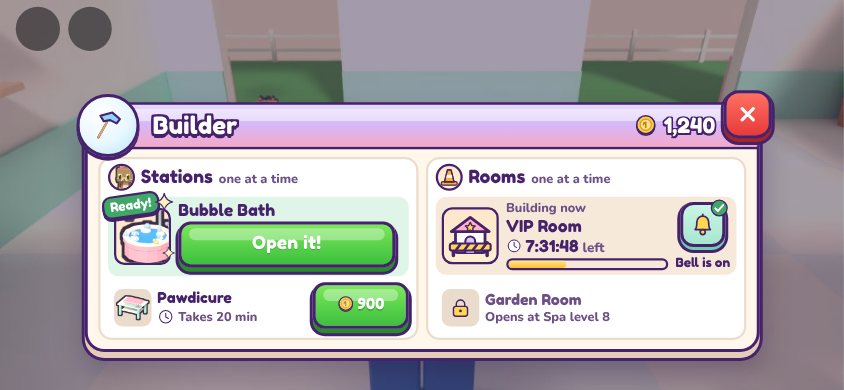 Builder
1,240
Stations one at a time
Ready!
Bubble Bath
Open it!
Pawdicure
Takes 20 min
900
Rooms one at a time
Building now
VIP Room
7:31:48 left
Bell is on
Garden Room
Opens at Spa level 8